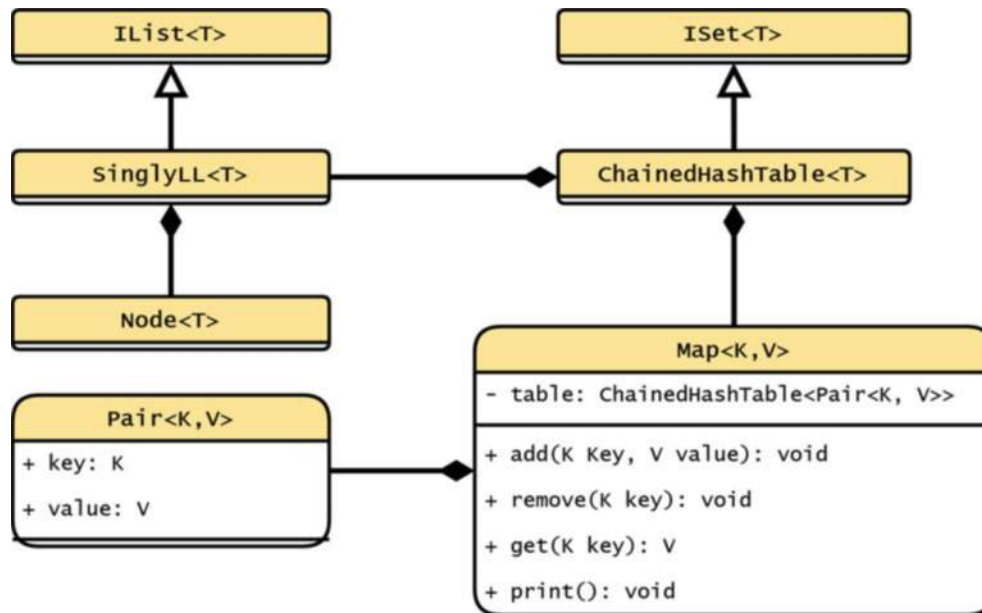 IList<T>
ISet<T>
SinglyLL<T>
ChainedHashTable<T>
Node<T>
Map<K,V>
- table: ChainedHashTable<Pair<K, V>>
+ add(K Key, V value): void
+ remove(K key): void
+ get(K key): V
+ print(): void
Pair<K,V>
+ key: K
+ value: V